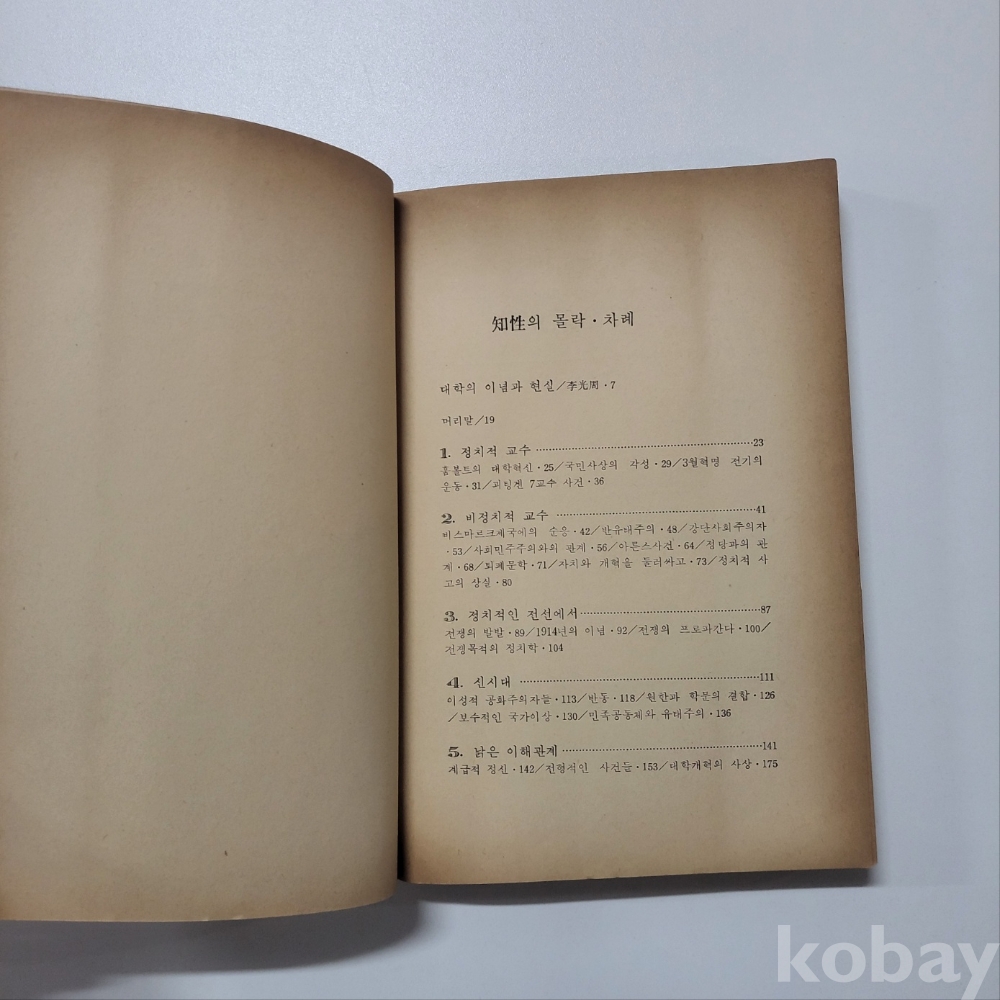 知性의 몰락·차례
대학의 이념과 현실/李光周·7
머리말/19
1. 정치적 교수 ⋯⋯⋯⋯⋯⋯⋯⋯⋯⋯⋯⋯⋯⋯23
훔볼트의 대학혁신·25/국민사상의 각성·29/3월혁명 전기의
운동·31/괴팅겐 7교수 사건·36
2. 비정치적 교수 ⋯⋯⋯⋯⋯⋯⋯⋯⋯⋯⋯⋯⋯⋯41
비스마르크제국에의 순응·42/반유태주의·48/강단사회주의자
·53/사회민주주의와의 관계·56/아론스사건·64/정당과의 관
계·68/퇴폐문학·71/자치와 개혁을 둘러싸고·73/정치적 사
고의 상실·80
3. 정치적인 전선에서⋯⋯⋯⋯⋯⋯⋯⋯⋯⋯⋯⋯87
전쟁의 발발·89/1914년의 이념·92/전쟁의 프로파간다·100/
전쟁목적의 정치학·104
4. 신시대 ⋯⋯⋯⋯⋯⋯⋯⋯⋯⋯⋯⋯⋯⋯⋯⋯111
이성적 공화주의자들·113/반동·118/원한과 학문의 결합·126
/보수적인 국가이상·130/민족공동체와 유태주의·136
5. 낡은 이해관계 ⋯⋯⋯⋯⋯⋯⋯⋯⋯⋯⋯⋯⋯141
계급적 정신·142/전형적인 사건들·153/대학개혁의 사상·175
kobay